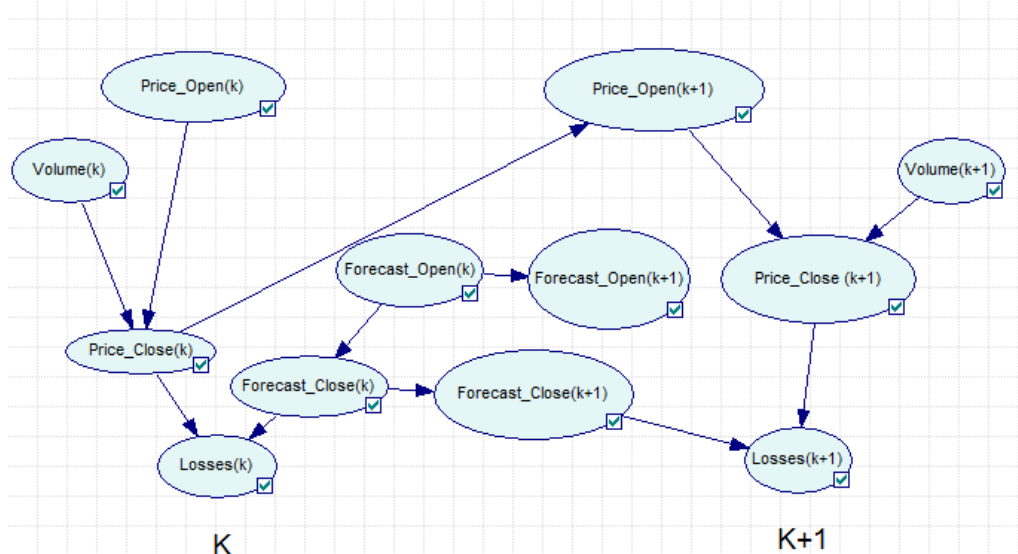 Price_Open(k)
Price_Open(k+1)
Volume(k)
Volume(k+1)
Forecast_Open(k)
Forecast_Open(k+1)
Price_Close (k+1)
Price_Close(k)
Forecast_Close(k)
Forecast_Close(k+1)
Losses(k)
Losses(k+1)
K
K+1